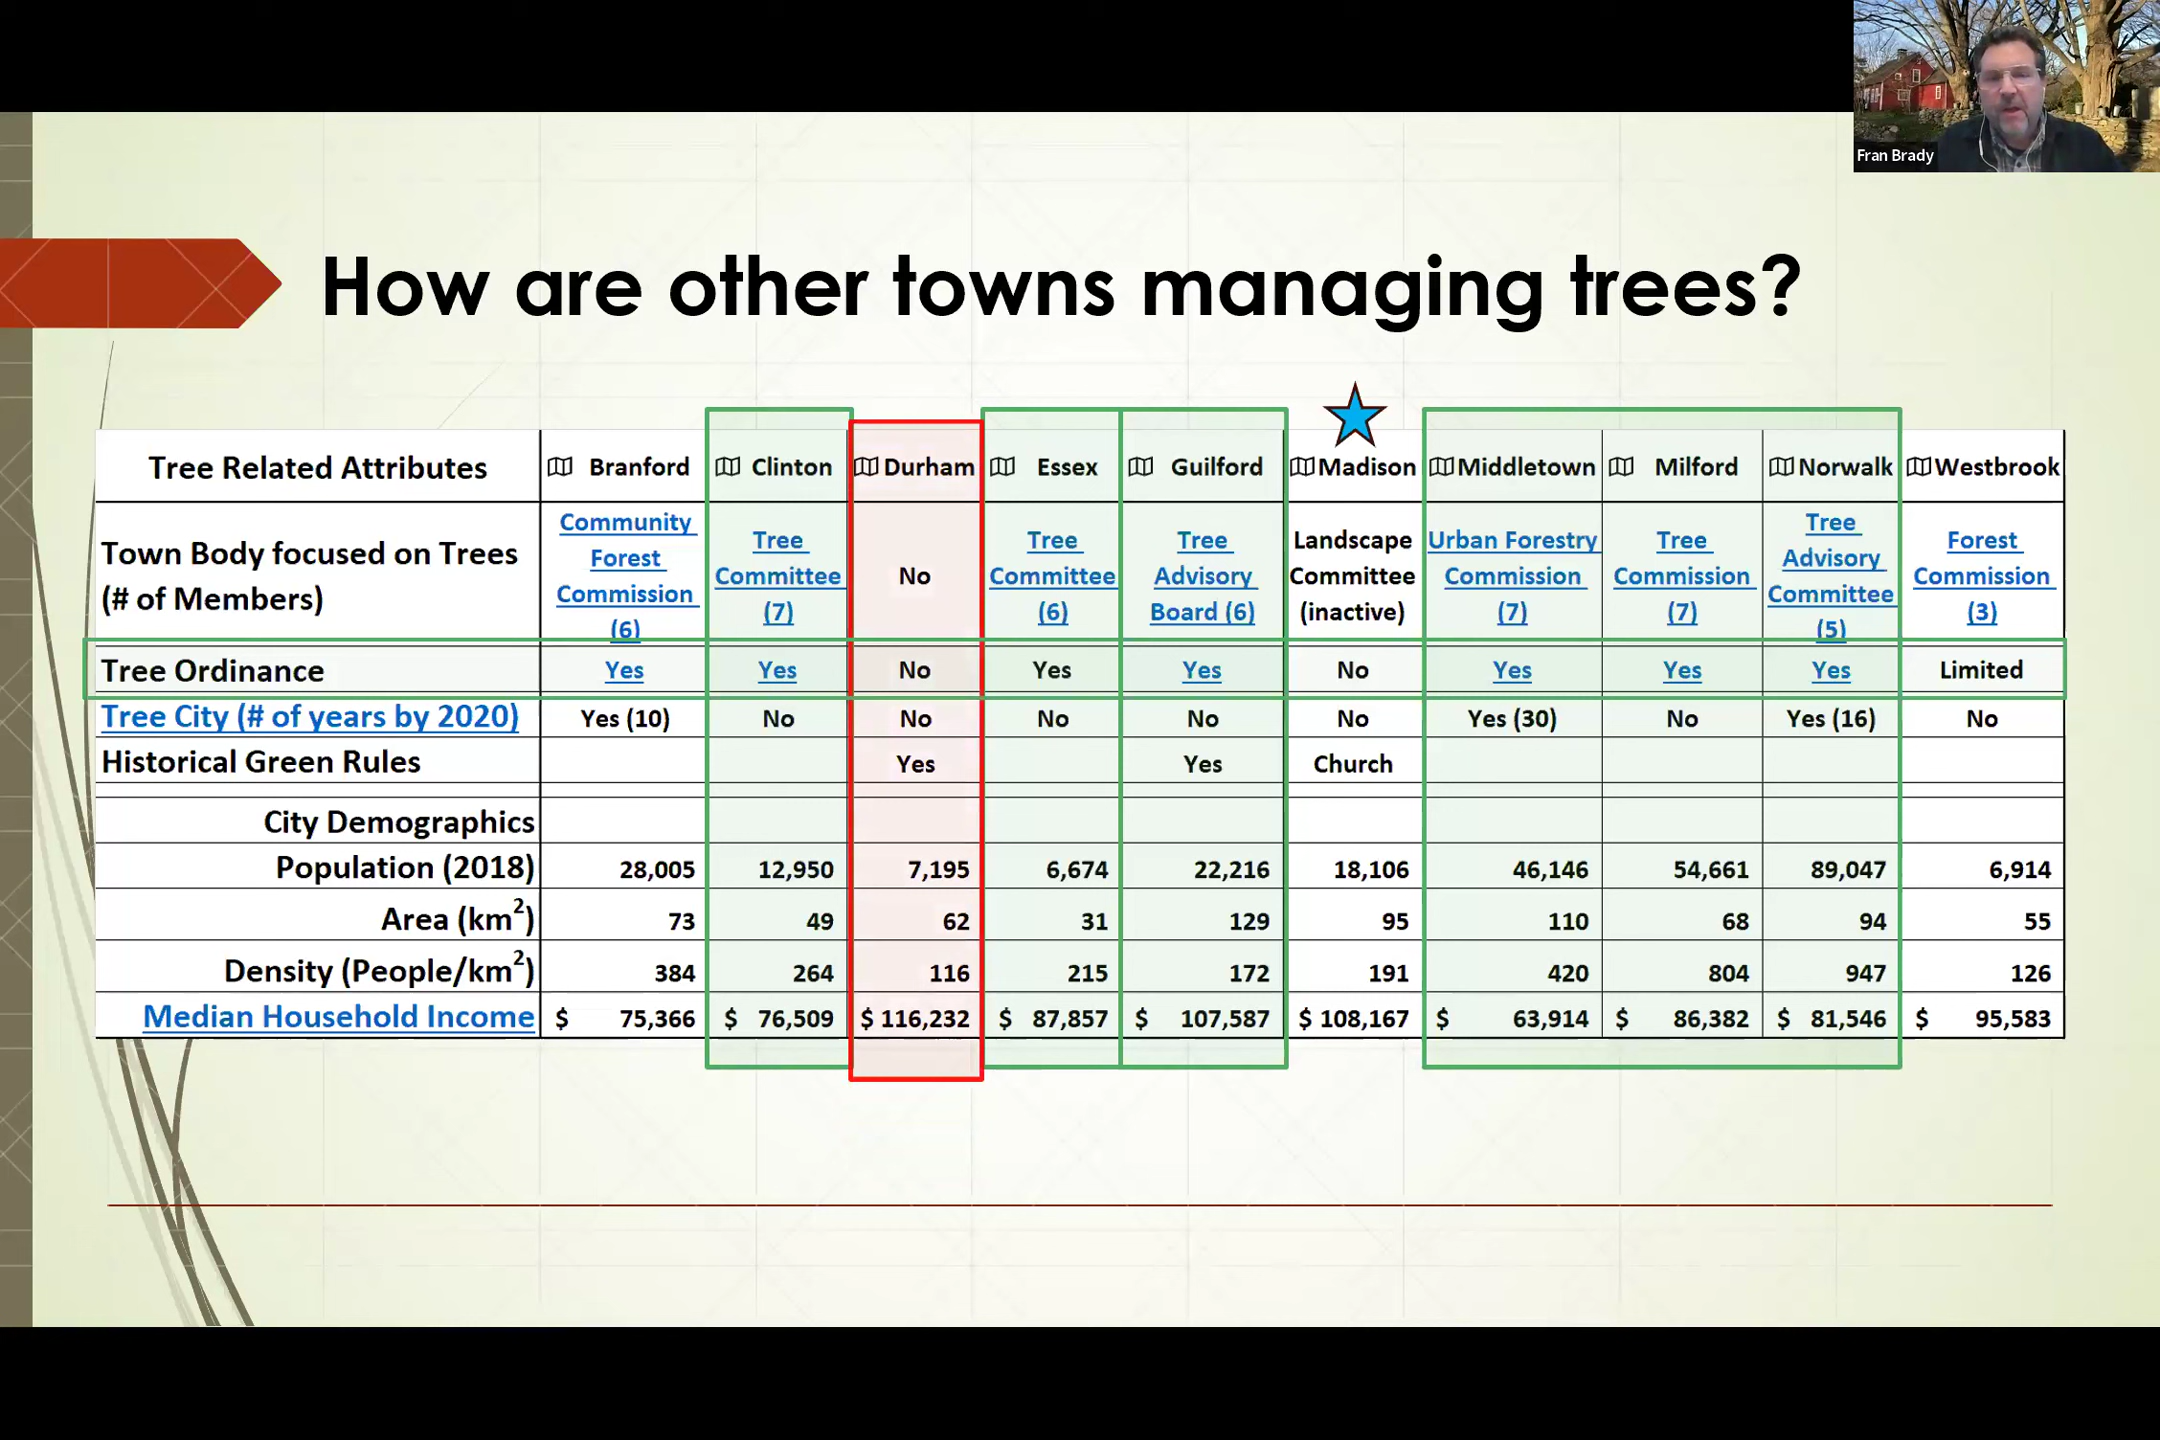 Fran Brady
How are other towns managing trees?
Tree Related Attributes Branford Clinton Durham Essex Guilford Madison Middletown Milford Norwalk Westbrook
Town Body focused on Trees (# of Members) Community Forest Commission (6) Tree Committee (7) No Tree Committee (6) Tree Advisory Board (6) Landscape Committee (inactive) Urban Forestry Commission (7) Tree Commission (7) Tree Advisory Committee (5) Forest Commission (3)
Tree Ordinance Yes Yes No Yes Yes No Yes Yes Yes Limited
Tree City (# of years by 2020) Yes (10) No No No No No Yes (30) No Yes (16) No
Historical Green Rules Yes Yes Church
City Demographics
Population (2018) 28,005 12,950 7,195 6,674 22,216 18,106 46,146 54,661 89,047 6,914
Area (km²) 73 49 62 31 129 95 110 68 94 55
Density (People/km²) 384 264 116 215 172 191 420 804 947 126
Median Household Income $ 75,366 $ 76,509 $ 116,232 $ 87,857 $ 107,587 $ 108,167 $ 63,914 $ 86,382 $ 81,546 $ 95,583